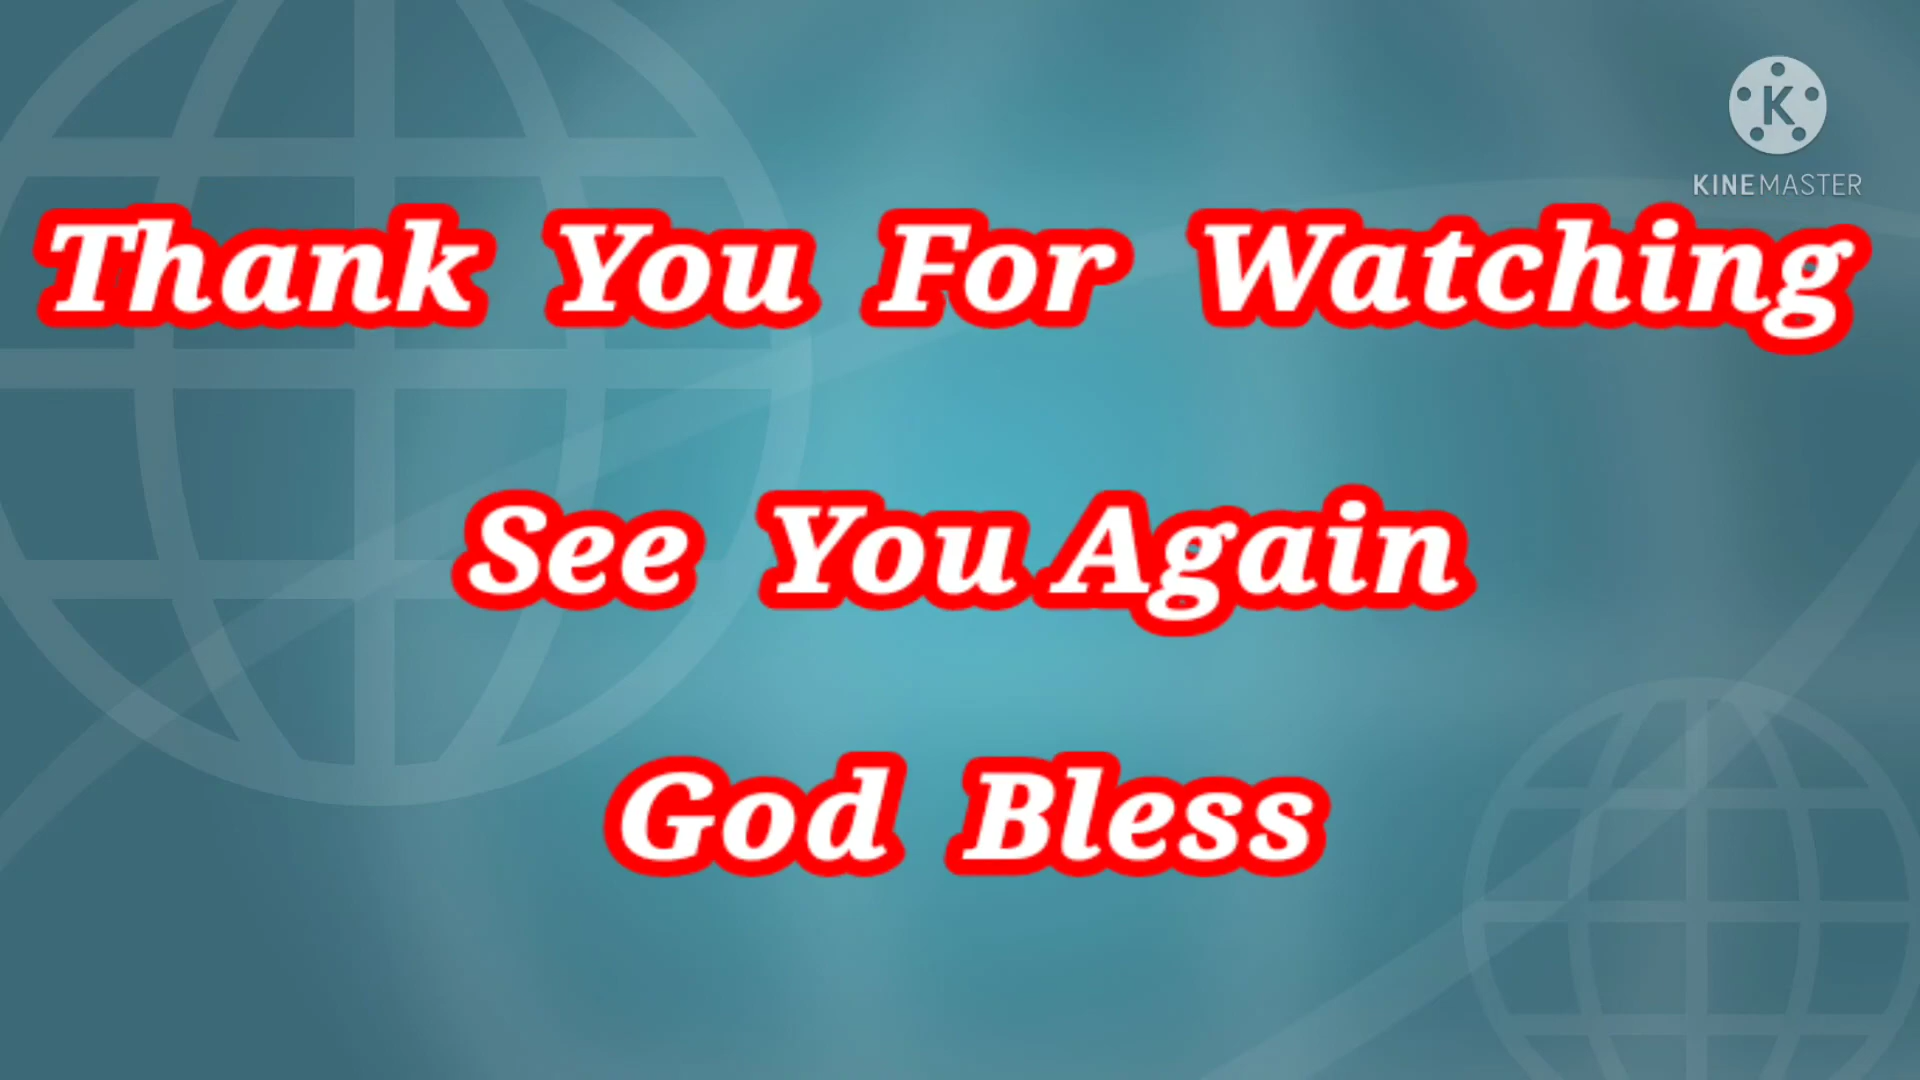 K
KINEMASTER
Thank You For Watching
See You Again
God Bless